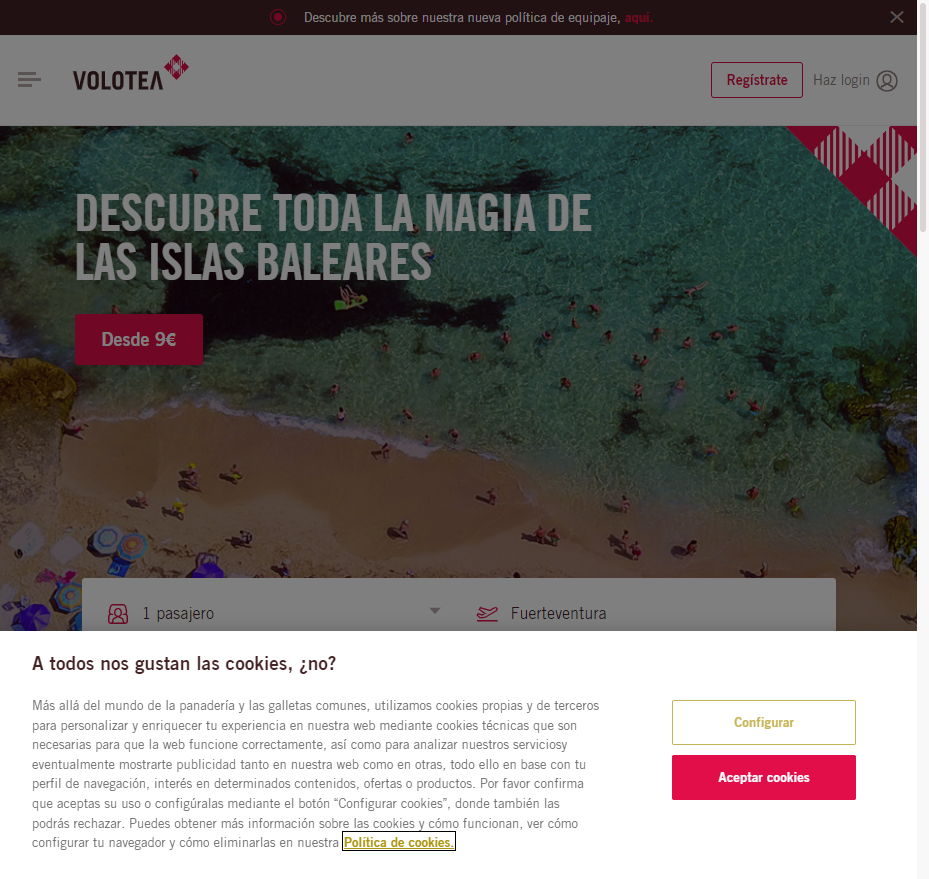 Descubre más sobre nuestra nueva política de equipaje, aquí.
VOLOTEA
Regístrate
Haz login
DESCUBRE TODA LA MAGIA DE
LAS ISLAS BALEARES
Desde 9€
1 pasajero
Fuerteventura
A todos nos gustan las cookies, ¿no?
Más allá del mundo de la panadería y las galletas comunes, utilizamos cookies propias y de terceros
para personalizar y enriquecer tu experiencia en nuestra web mediante cookies técnicas que son
necesarias para que la web funcione correctamente, así como para analizar nuestros serviciosy
eventualmente mostrarte publicidad tanto en nuestra web como en otras, todo ello en base con tu
perfil de navegación, interés en determinados contenidos, ofertas o productos. Por favor confirma
que aceptas su uso o configúralas mediante el botón “Configurar cookies”, donde también las
podrás rechazar. Puedes obtener más información sobre las cookies y cómo funcionan, ver cómo
configurar tu navegador y cómo eliminarlas en nuestra Política de cookies.
Configurar
Aceptar cookies